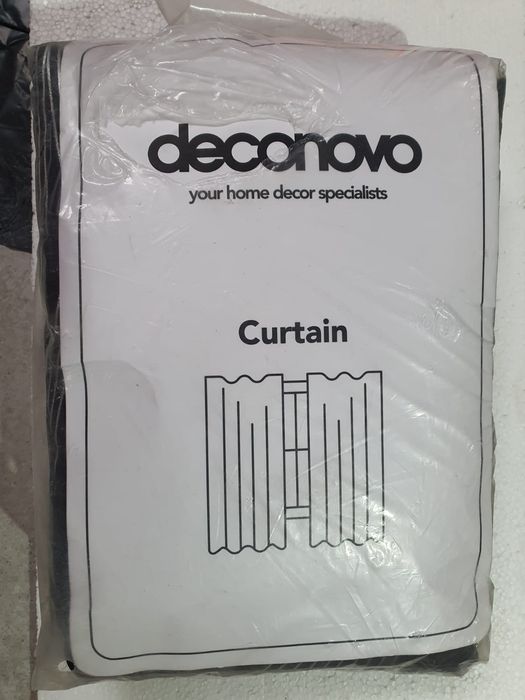 deconovo
your home decor specialists
Curtain